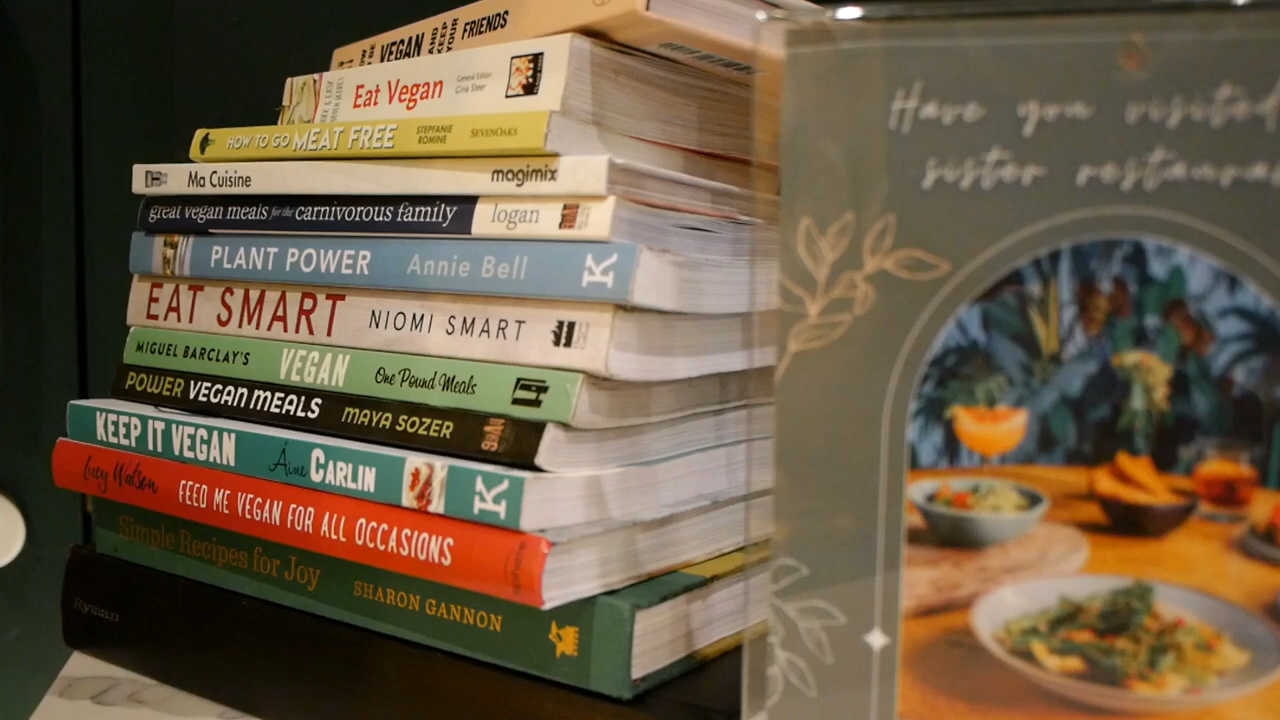 VEGAN AND KEEP YOUR FRIENDS
Eat Vegan General Editor Gina Steer
HOW TO GO MEAT FREE STEPFANIE ROMINE SEVENOAKS
Ma Cuisine magimix
great vegan meals for the carnivorous family logan
PLANT POWER Annie Bell K
EAT SMART NIOMI SMART
MIGUEL BARCLAY'S VEGAN One Pound Meals
POWER VEGAN MEALS MAYA SOZER
KEEP IT VEGAN Áine CARLIN K
Lucy Watson FEED ME VEGAN FOR ALL OCCASIONS
Simple Recipes for Joy SHARON GANNON
Have you visited
sister